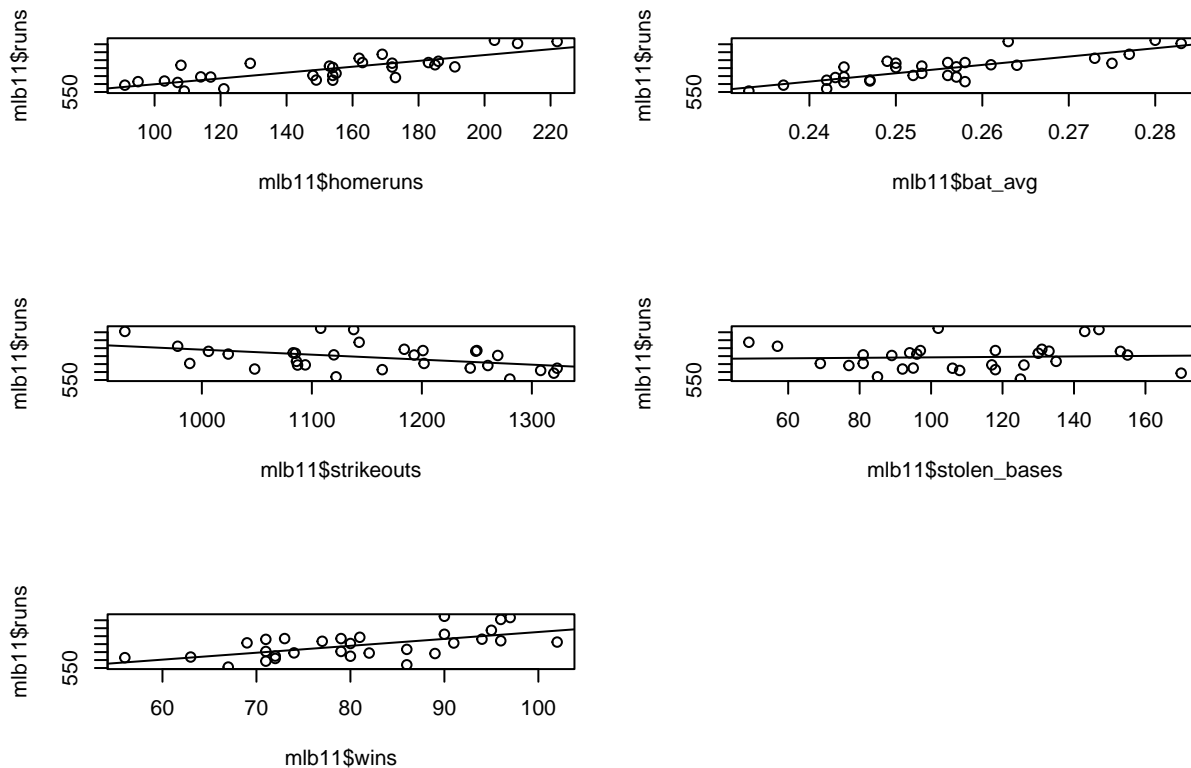 mlb11$runs
550
100 120 140 160 180 200 220
mlb11$homeruns
mlb11$runs
550
0.24 0.25 0.26 0.27 0.28
mlb11$bat_avg
mlb11$runs
550
1000 1100 1200 1300
mlb11$strikeouts
mlb11$runs
550
60 80 100 120 140 160
mlb11$stolen_bases
mlb11$runs
550
60 70 80 90 100
mlb11$wins